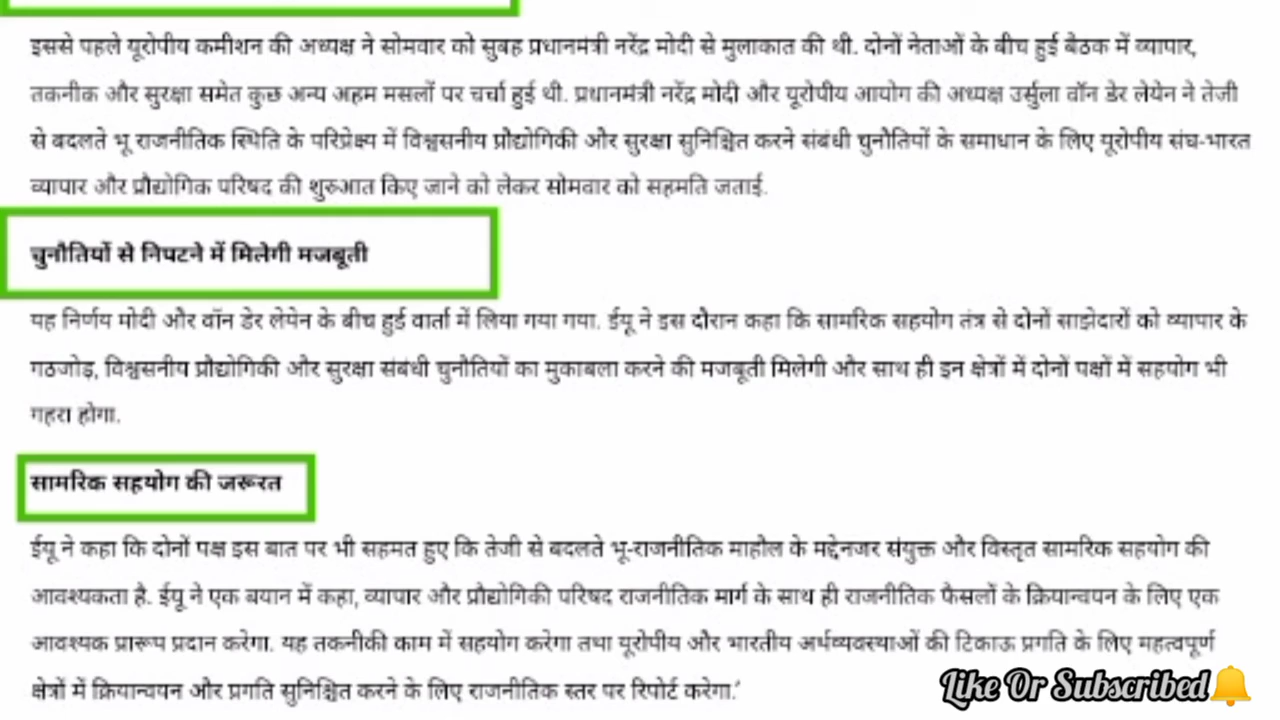 इससे पहले यूरोपीय कमीशन की अध्यक्ष ने सोमवार को सुबह प्रधानमंत्री नरेंद्र मोदी से मुलाकात की थी. दोनों नेताओं के बीच हुई बैठक में व्यापार,
तकनीक और सुरक्षा समेत कुछ अन्य अहम मसलों पर चर्चा हुई थी. प्रधानमंत्री नरेंद्र मोदी और यूरोपीय आयोग की अध्यक्ष उर्सुला वॉन डेर लेयेन ने तेजी
से बदलते भू राजनीतिक स्थिति के परिप्रेक्ष्य में विश्वसनीय प्रौद्योगिकी और सुरक्षा सुनिश्चित करने संबंधी चुनौतियों के समाधान के लिए यूरोपीय संघ-भारत
व्यापार और प्रौद्योगिक परिषद की शुरुआत किए जाने को लेकर सोमवार को सहमति जताई.
चुनौतियों से निपटने में मिलेगी मजबूती
यह निर्णय मोदी और वॉन डेर लेयेन के बीच हुई वार्ता में लिया गया गया. ईयू ने इस दौरान कहा कि सामरिक सहयोग तंत्र से दोनों साझेदारों को व्यापार के
गठजोड़, विश्वसनीय प्रौद्योगिकी और सुरक्षा संबंधी चुनौतियों का मुकाबला करने की मजबूती मिलेगी और साथ ही इन क्षेत्रों में दोनों पक्षों में सहयोग भी
गहरा होगा.
सामरिक सहयोग की जरूरत
ईयू ने कहा कि दोनों पक्ष इस बात पर भी सहमत हुए कि तेजी से बदलते भू-राजनीतिक माहौल के मद्देनजर संयुक्त और विस्तृत सामरिक सहयोग की
आवश्यकता है. ईयू ने एक बयान में कहा, व्यापार और प्रौद्योगिकी परिषद राजनीतिक मार्ग के साथ ही राजनीतिक फैसलों के क्रियान्वयन के लिए एक
आवश्यक प्रारूप प्रदान करेगा. यह तकनीकी काम में सहयोग करेगा तथा यूरोपीय और भारतीय अर्थव्यवस्थाओं की टिकाऊ प्रगति के लिए महत्वपूर्ण
क्षेत्रों में क्रियान्वयन और प्रगति सुनिश्चित करने के लिए राजनीतिक स्तर पर रिपोर्ट करेगा.'
Like Or Subscribed